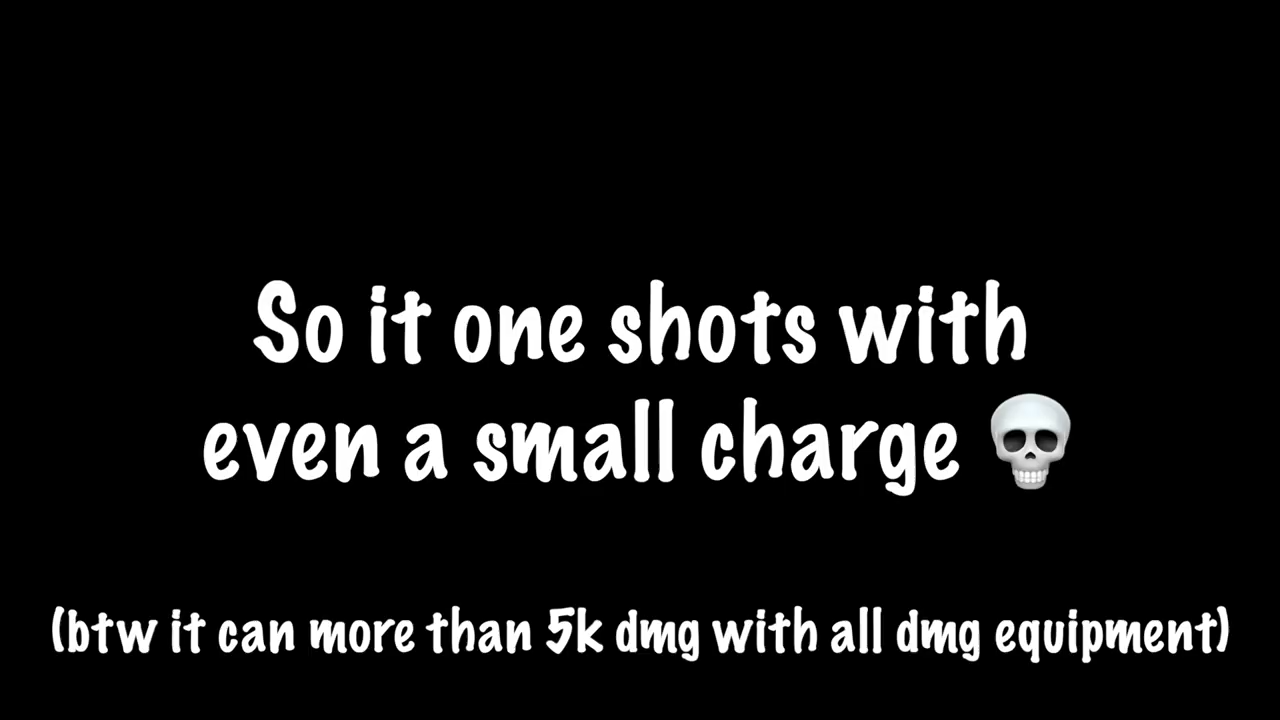 So it one shots with
even a small charge 💀
(btw it can more than 5k dmg with all dmg equipment)